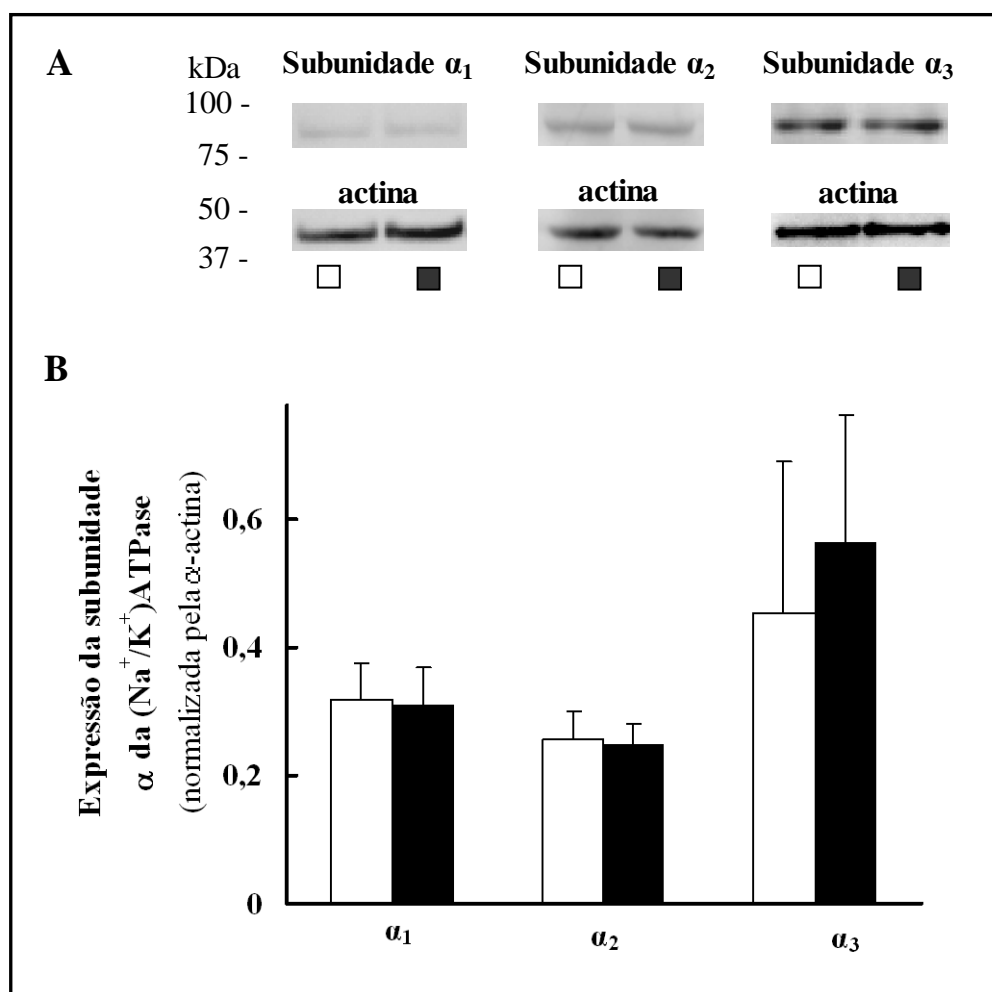 A
kDa
Subunidade α₁
Subunidade α₂
Subunidade α₃
100 -
75 -
50 -
37 -
actina
actina
actina
B
Expressão da subunidade
α da (Na⁺/K⁺)ATPase
(normalizada pela α-actina)
0,6
0,4
0,2
0
α₁
α₂
α₃